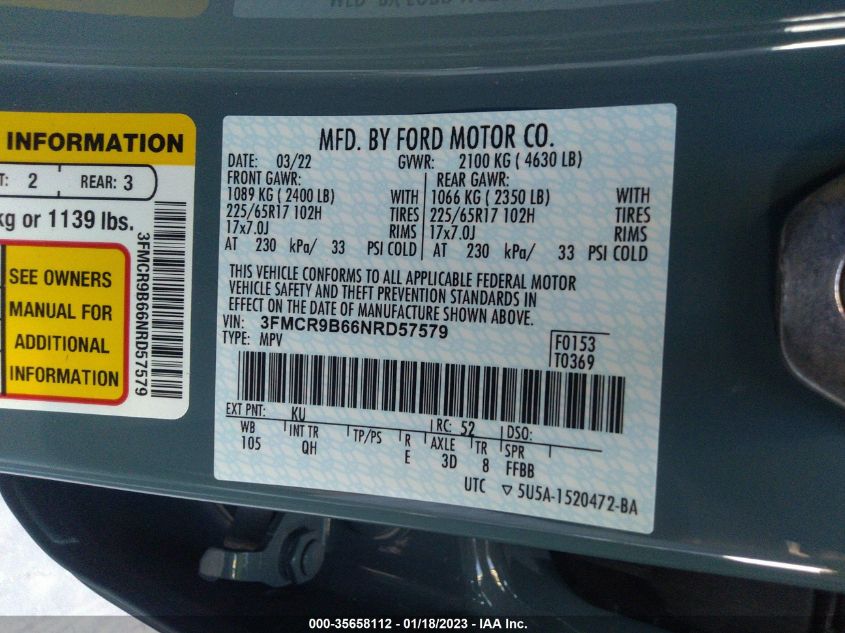 INFORMATION
2
REAR: 3
kg or 1139 lbs.
SEE OWNERS
MANUAL FOR
ADDITIONAL
INFORMATION
3FMCR9B66NRD57579
MFD. BY FORD MOTOR CO.
DATE: 03/22 GVWR: 2100 KG ( 4630 LB)
FRONT GAWR: REAR GAWR:
1089 KG ( 2400 LB) WITH 1066 KG ( 2350 LB) WITH
225/65R17 102H TIRES 225/65R17 102H TIRES
17x7.0J RIMS 17x7.0J RIMS
AT 230 kPa/ 33 PSI COLD AT 230 kPa/ 33 PSI COLD
THIS VEHICLE CONFORMS TO ALL APPLICABLE FEDERAL MOTOR
VEHICLE SAFETY AND THEFT PREVENTION STANDARDS IN
EFFECT ON THE DATE OF MANUFACTURE SHOWN ABOVE.
VIN: 3FMCR9B66NRD57579
TYPE: MPV
F0153
T0369
EXT PNT: KU RC: 52 DSO:
WB INT TR TP/PS R AXLE TR SPR
105 QH E 3D 8 FFBB
UTC ▽ 5U5A-1520472-BA
000-35658112 - 01/18/2023 - IAA Inc.